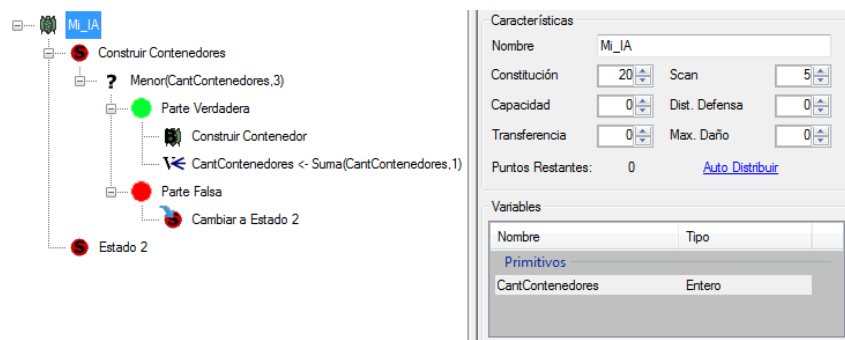 Mi_IA
S Construir Contenedores
? Menor(CantContenedores,3)
Parte Verdadera
B Construir Contenedor
V CantContenedores <- Suma(CantContenedores,1)
Parte Falsa
S Cambiar a Estado 2
S Estado 2
Características
Nombre Mi_IA
Constitución 20 Scan 5
Capacidad 0 Dist. Defensa 0
Transferencia 0 Max. Daño 0
Puntos Restantes: 0 Auto Distribuir
Variables
Nombre Tipo
Primitivos
CantContenedores Entero